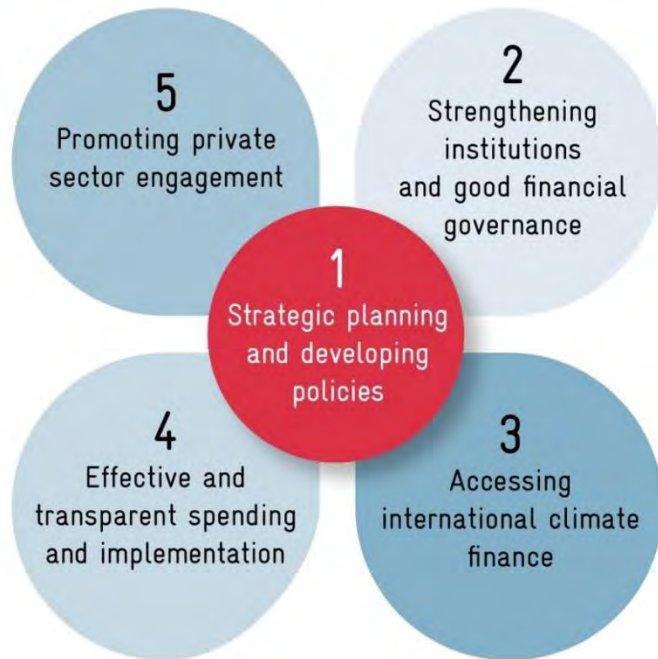 5
Promoting private
sector engagement
2
Strengthening
institutions
and good financial
governance
1
Strategic planning
and developing
policies
4
Effective and
transparent spending
and implementation
3
Accessing
international climate
finance